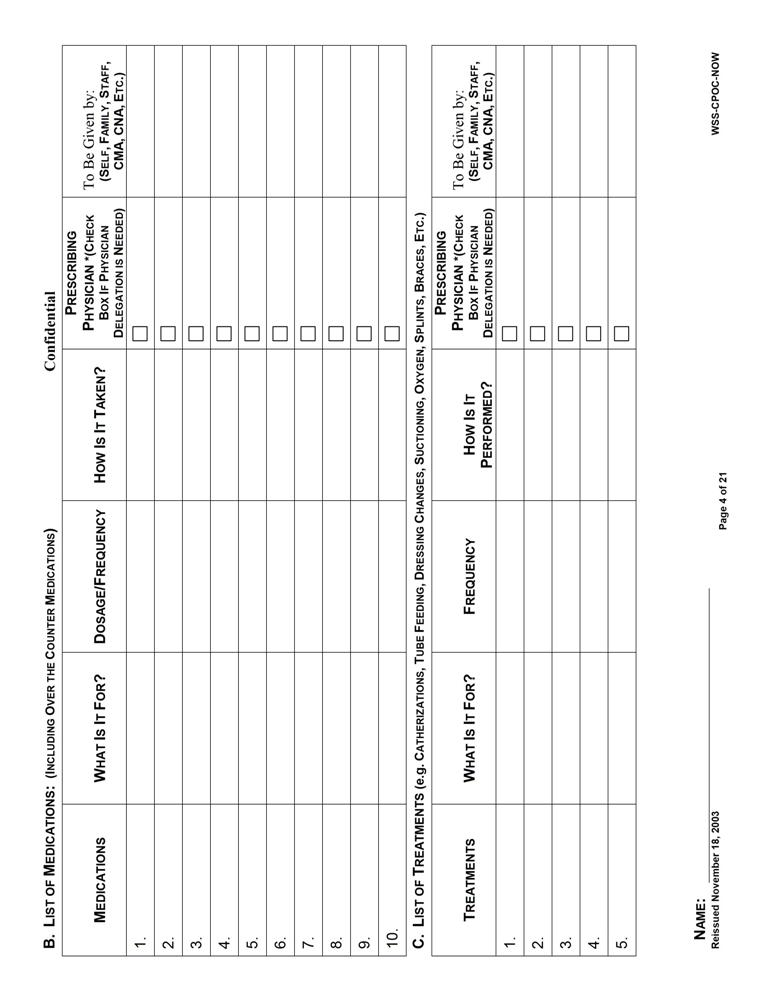 Confidential
B. LIST OF MEDICATIONS: (INCLUDING OVER THE COUNTER MEDICATIONS)
MEDICATIONS
WHAT IS IT FOR?
DOSAGE/FREQUENCY
HOW IS IT TAKEN?
PRESCRIBING
PHYSICIAN *(CHECK
BOX IF PHYSICIAN
DELEGATION IS NEEDED)
To Be Given by:
(SELF, FAMILY, STAFF,
CMA, CNA, ETC.)
1.
2.
3.
4.
5.
6.
7.
8.
9.
10.
C. LIST OF TREATMENTS (e.g. CATHERIZATIONS, TUBE FEEDING, DRESSING CHANGES, SUCTIONING, OXYGEN, SPLINTS, BRACES, ETC.)
TREATMENTS
WHAT IS IT FOR?
FREQUENCY
HOW IS IT
PERFORMED?
PRESCRIBING
PHYSICIAN *(CHECK
BOX IF PHYSICIAN
DELEGATION IS NEEDED)
To Be Given by:
(SELF, FAMILY, STAFF,
CMA, CNA, ETC.)
1.
2.
3.
4.
5.
NAME:
Reissued November 18, 2003
WSS-CPOC-NOW
Page 4 of 21